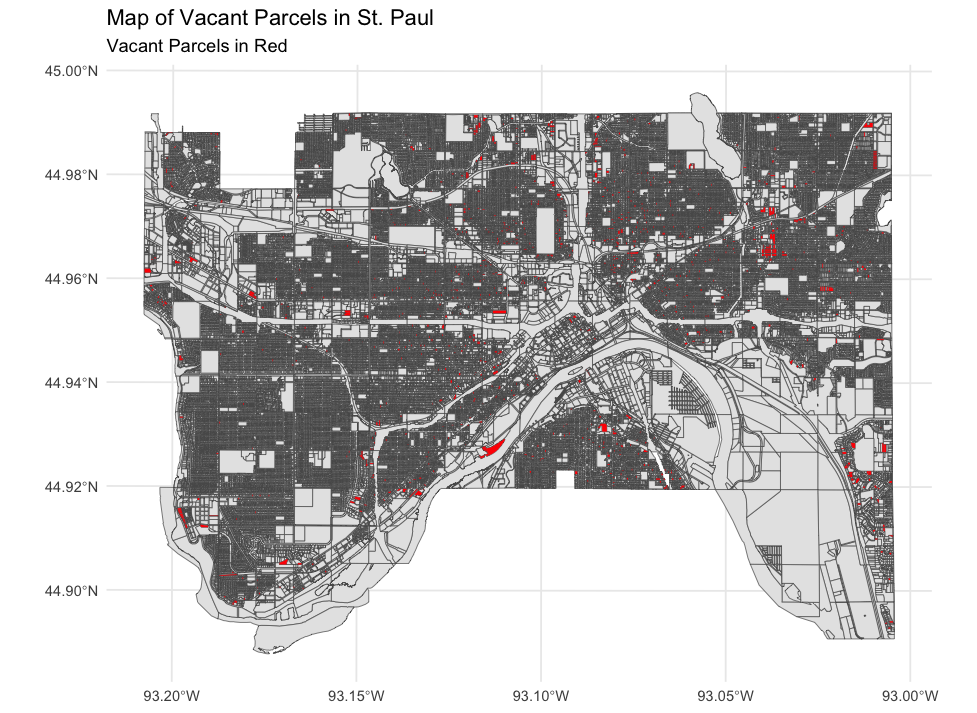 Map of Vacant Parcels in St. Paul
Vacant Parcels in Red
45.00°N
44.98°N
44.96°N
44.94°N
44.92°N
44.90°N
93.20°W
93.15°W
93.10°W
93.05°W
93.00°W